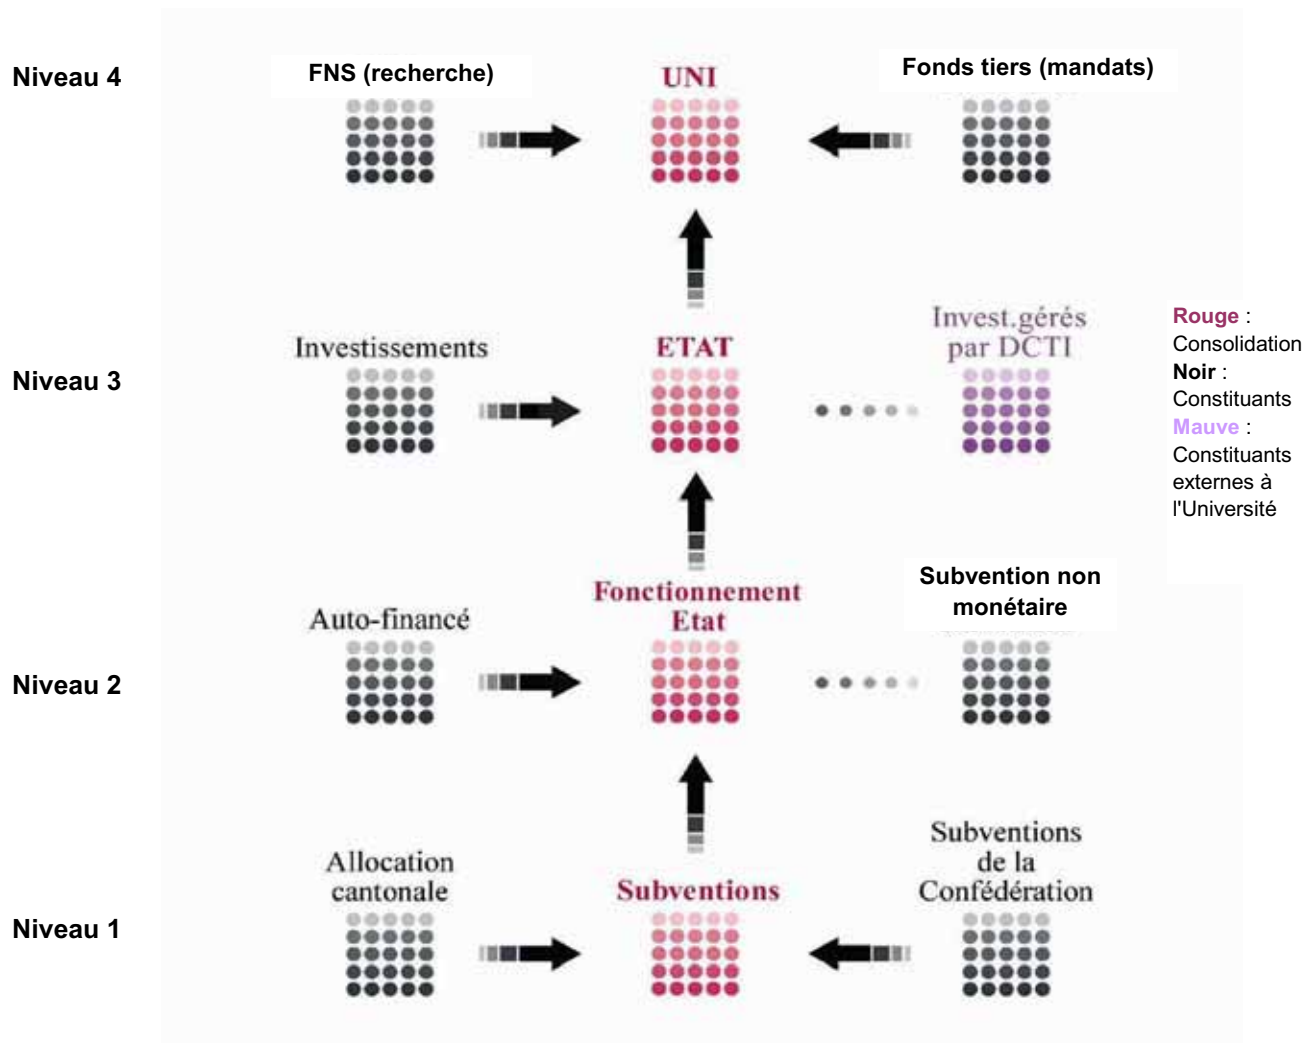 Niveau 4
FNS (recherche)
UNI
Fonds tiers (mandats)
Niveau 3
Investissements
ETAT
Invest.gérés
par DCTI
Rouge :
Consolidation
Noir :
Constituants
Mauve :
Constituants
externes à
l'Université
Niveau 2
Auto-financé
Fonctionnement
Etat
Subvention non
monétaire
Niveau 1
Allocation
cantonale
Subventions
Subventions
de la
Confédération